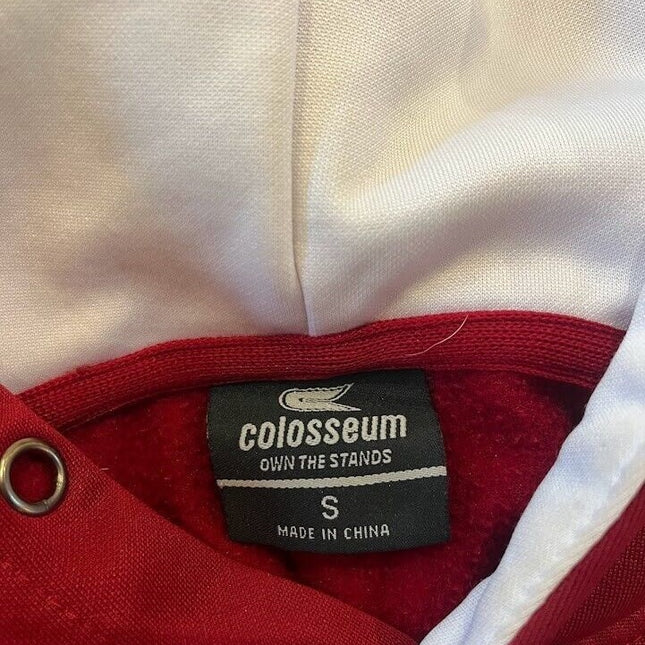 colosseum
OWN THE STANDS
S
MADE IN CHINA